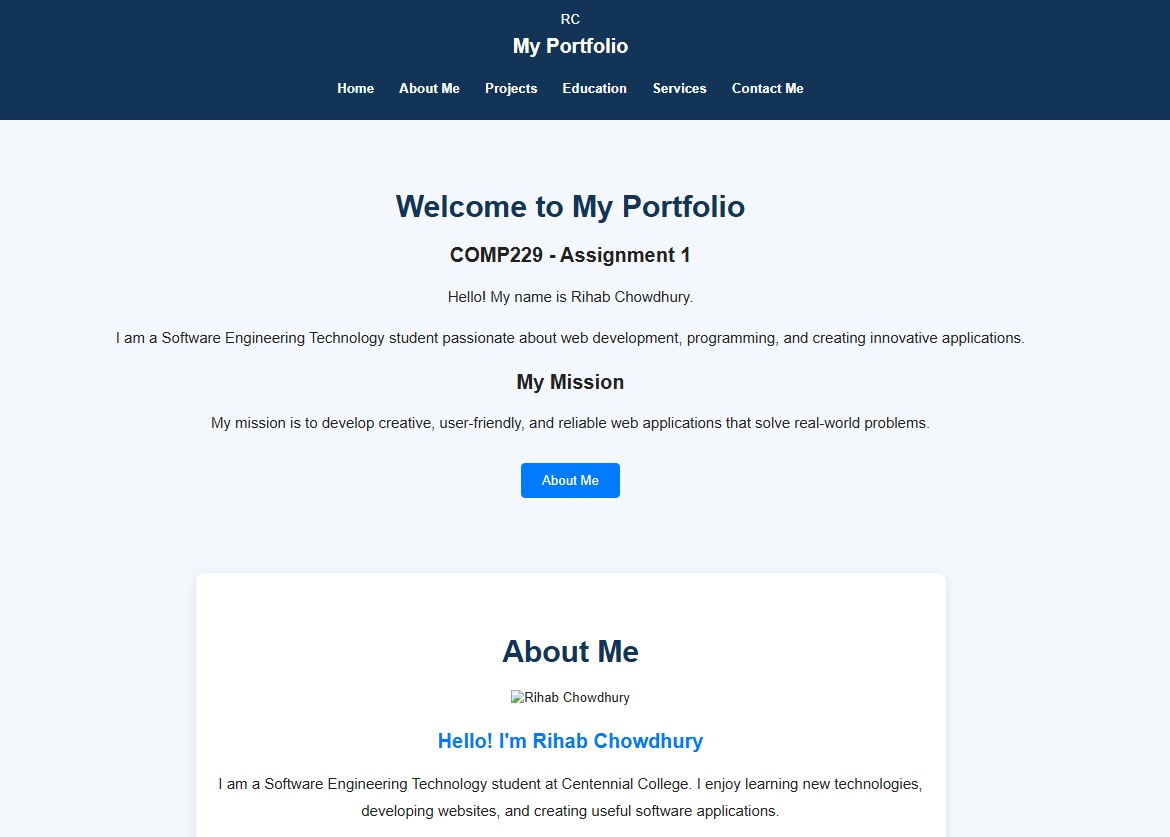 RC
My Portfolio
Home About Me Projects Education Services Contact Me
Welcome to My Portfolio
COMP229 - Assignment 1
Hello! My name is Rihab Chowdhury.
I am a Software Engineering Technology student passionate about web development, programming, and creating innovative applications.
My Mission
My mission is to develop creative, user-friendly, and reliable web applications that solve real-world problems.
About Me
About Me
Rihab Chowdhury
Hello! I'm Rihab Chowdhury
I am a Software Engineering Technology student at Centennial College. I enjoy learning new technologies,
developing websites, and creating useful software applications.